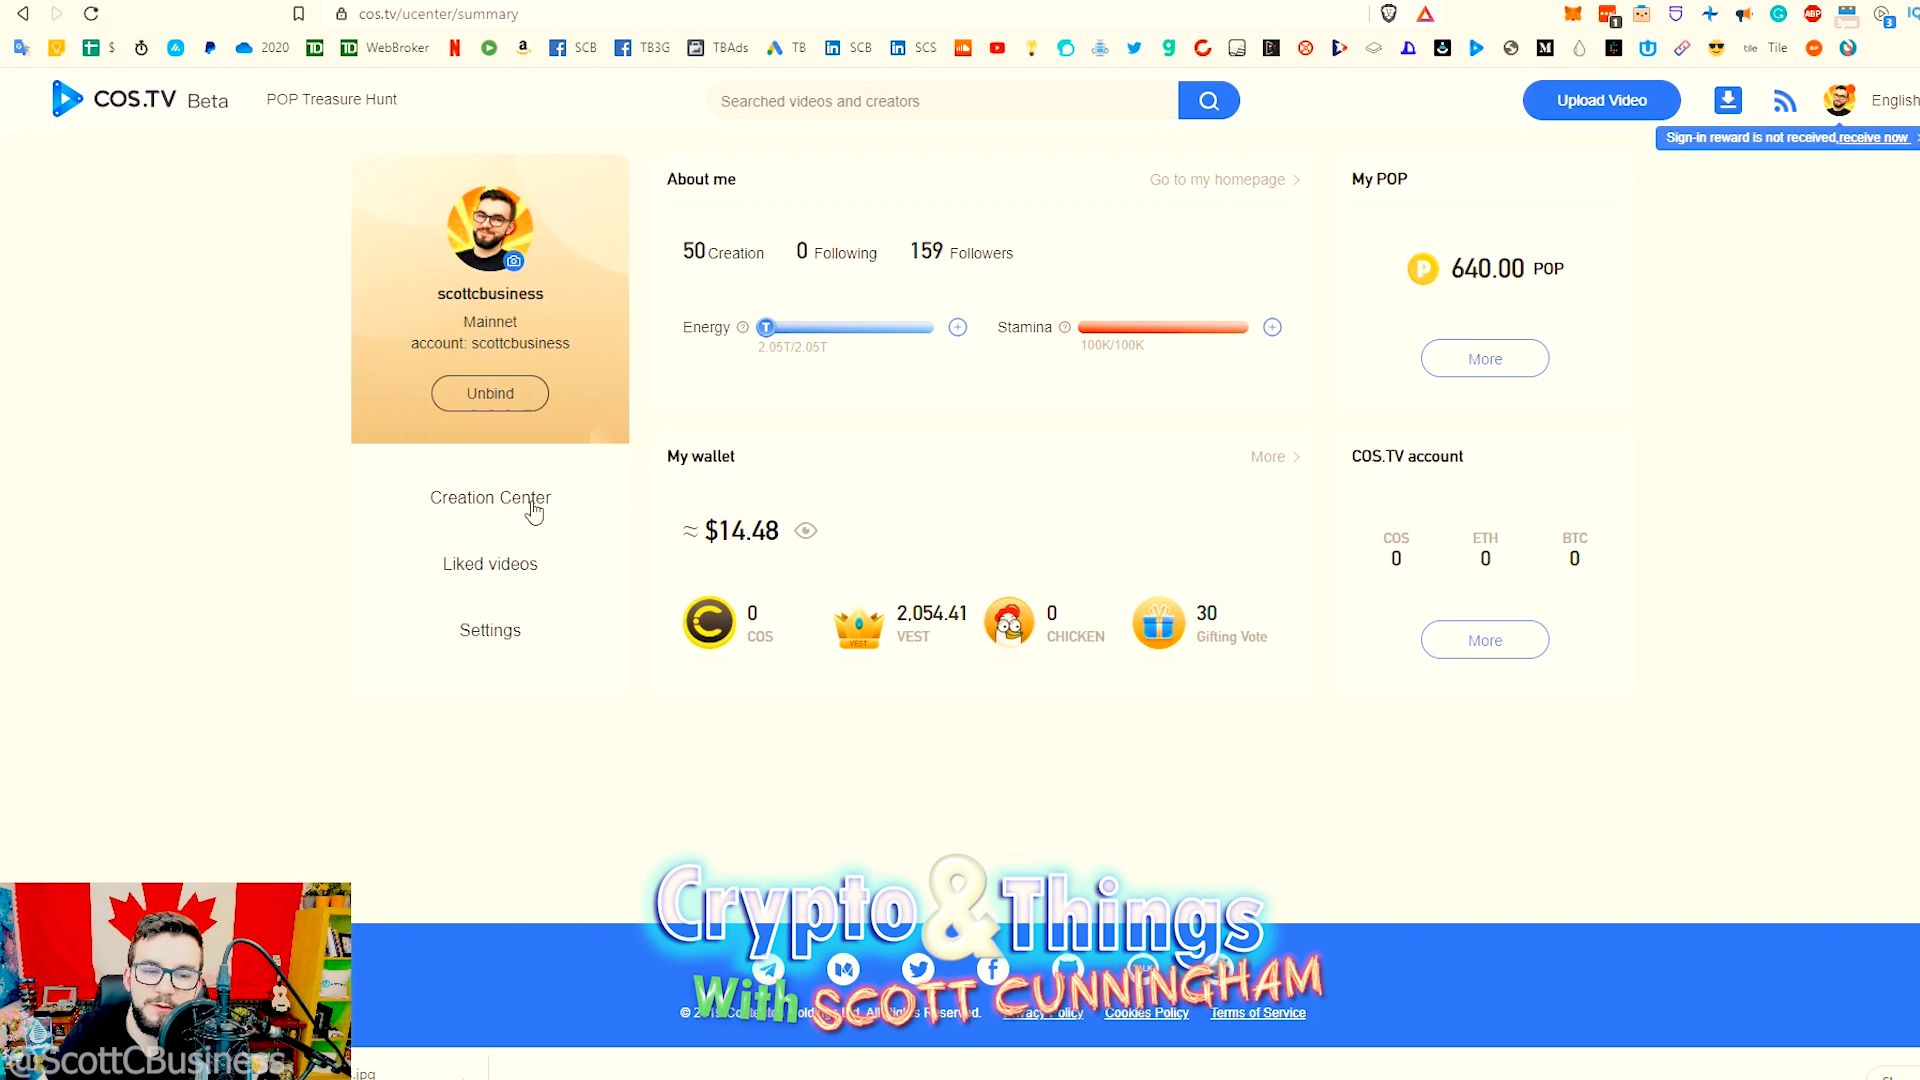 cos.tv/ucenter/summary
$
2020
WebBroker
SCB
TB3G
TBAds
TB
SCB
SCS
tile Tile
COS.TV Beta
POP Treasure Hunt
Searched videos and creators
Upload Video
English
Sign-in reward is not received,receive now
scottcbusiness
Mainnet
account: scottcbusiness
Unbind
Creation Center
Liked videos
Settings
About me
Go to my homepage
50 Creation
0 Following
159 Followers
Energy
2.05T/2.05T
Stamina
100K/100K
My POP
640.00 POP
More
My wallet
More
≈ $14.48
0
COS
2,054.41
VEST
0
CHICKEN
30
Gifting Vote
COS.TV account
COS
ETH
BTC
0
0
0
More
Crypto & Things
With SCOTT CUNNINGHAM
Reserved.
Cookies Policy
Terms of Service
@ScottCBusiness
.jpg